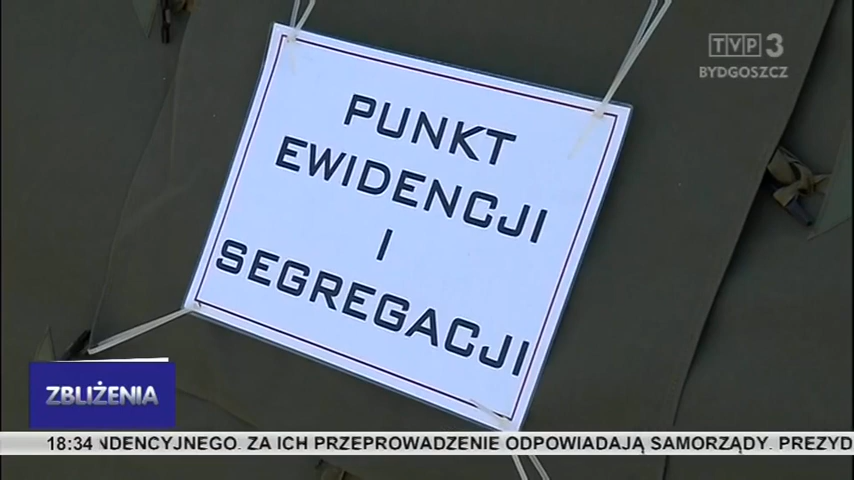 TVP3
BYDGOSZCZ
PUNKT
EWIDENCJI
I
SEGREGACJI
ZBLIŻENIA
18:34 NDENCYJNEGO. ZA ICH PRZEPROWADZENIE ODPOWIADAJĄ SAMORZĄDY. PREZYD